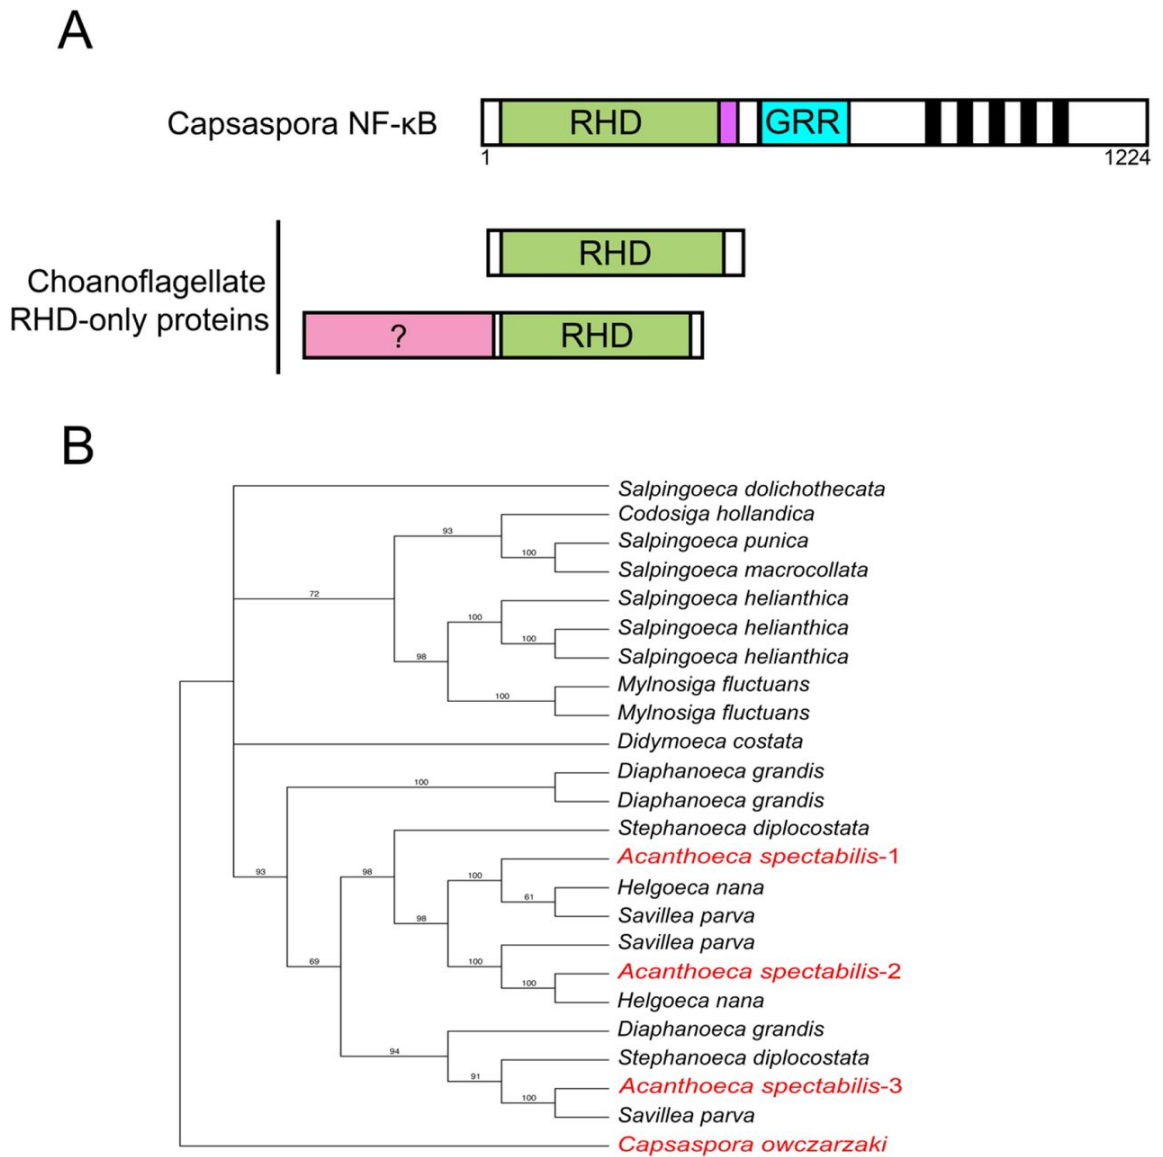 A
Capsaspora NF-κB
RHD
GRR
1
1224
Choanoflagellate
RHD-only proteins
RHD
?
RHD
B
Salpingoeca dolichothecata
Codosiga hollandica
93
Salpingoeca punica
100
Salpingoeca macrocollata
72
Salpingoeca helianthica
100
Salpingoeca helianthica
100
Salpingoeca helianthica
98
Mylnosiga fluctuans
100
Mylnosiga fluctuans
Didymoeca costata
Diaphanoeca grandis
100
Diaphanoeca grandis
Stephanoeca diplocostata
Acanthoeca spectabilis-1
93
98
100
Helgoeca nana
61
Savillea parva
98
Savillea parva
69
100
Acanthoeca spectabilis-2
100
Helgoeca nana
Diaphanoeca grandis
94
Stephanoeca diplocostata
91
Acanthoeca spectabilis-3
100
Savillea parva
Capsaspora owczarzaki